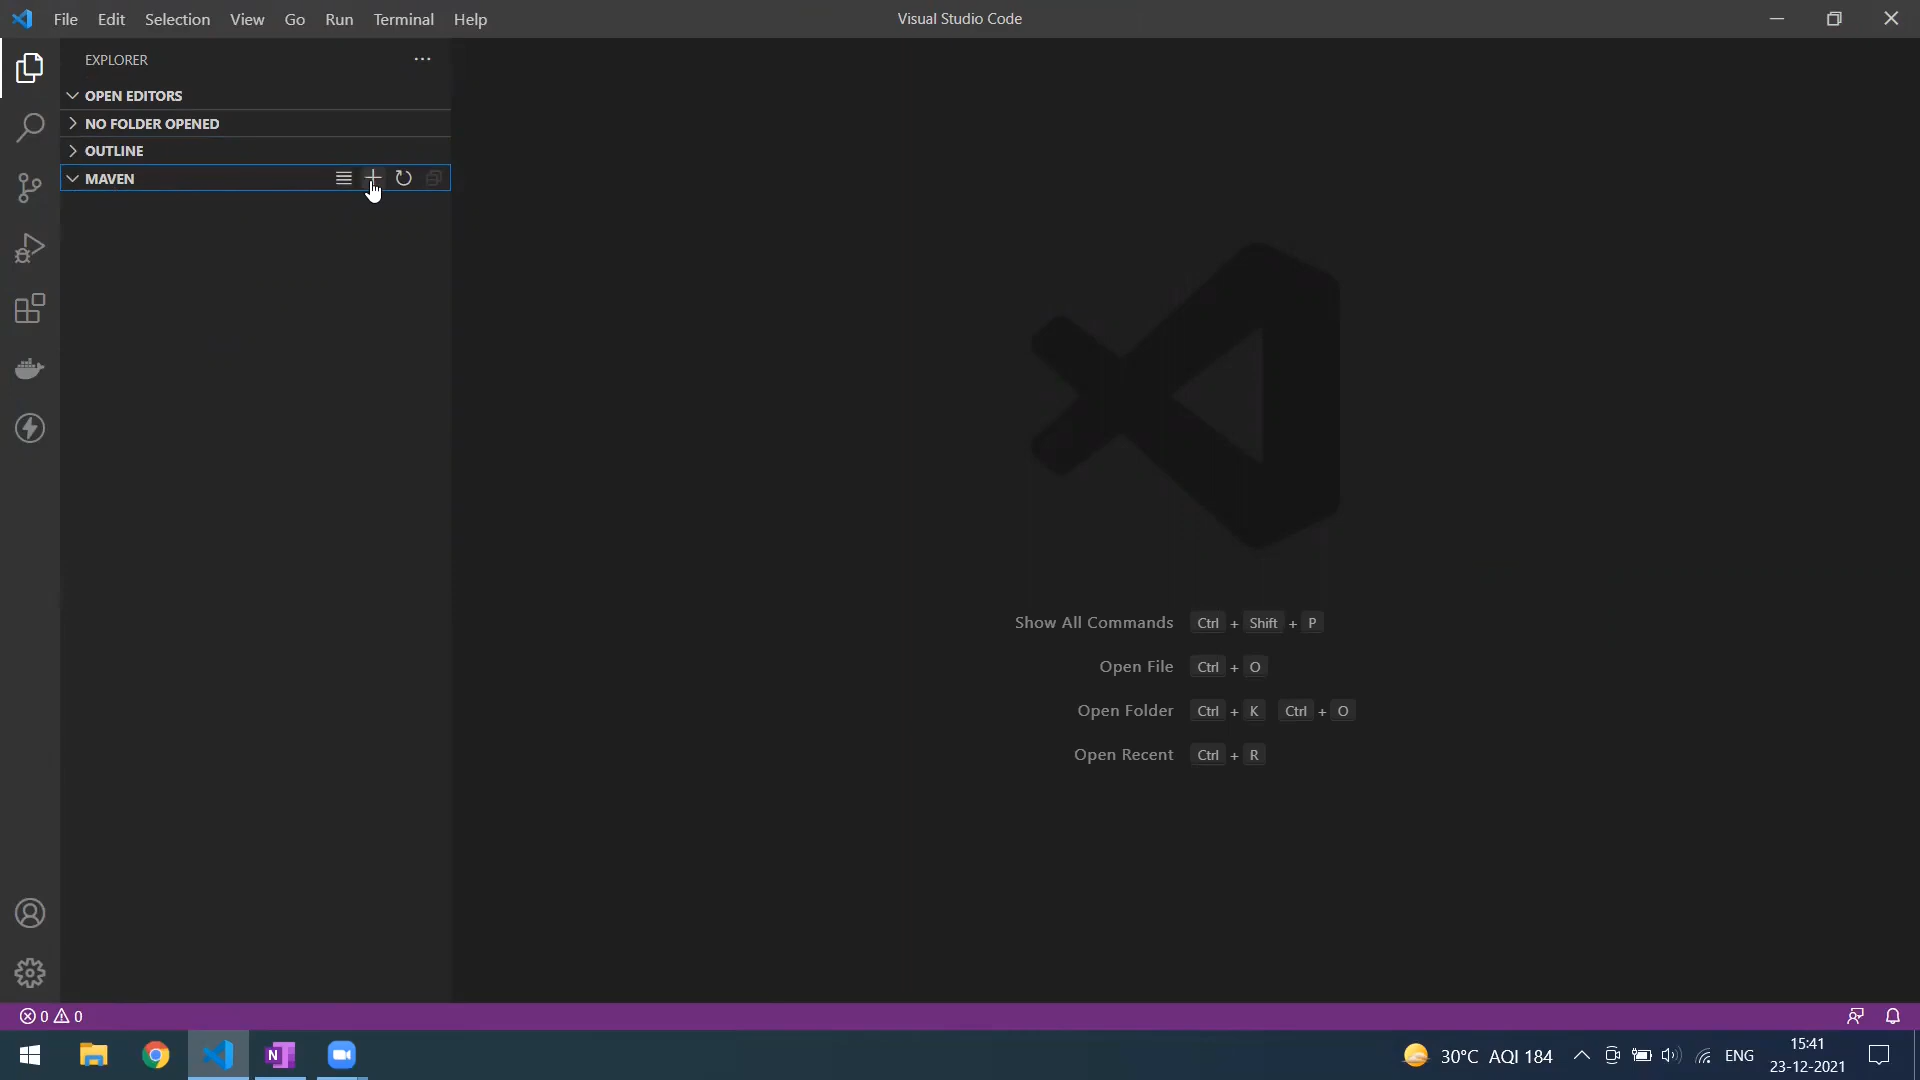 File Edit Selection View Go Run Terminal Help
Visual Studio Code
EXPLORER
OPEN EDITORS
NO FOLDER OPENED
OUTLINE
MAVEN
Show All Commands Ctrl + Shift + P
Open File Ctrl + O
Open Folder Ctrl + K Ctrl + O
Open Recent Ctrl + R
0 0
N
30°C AQI 184 ENG 15:41
23-12-2021